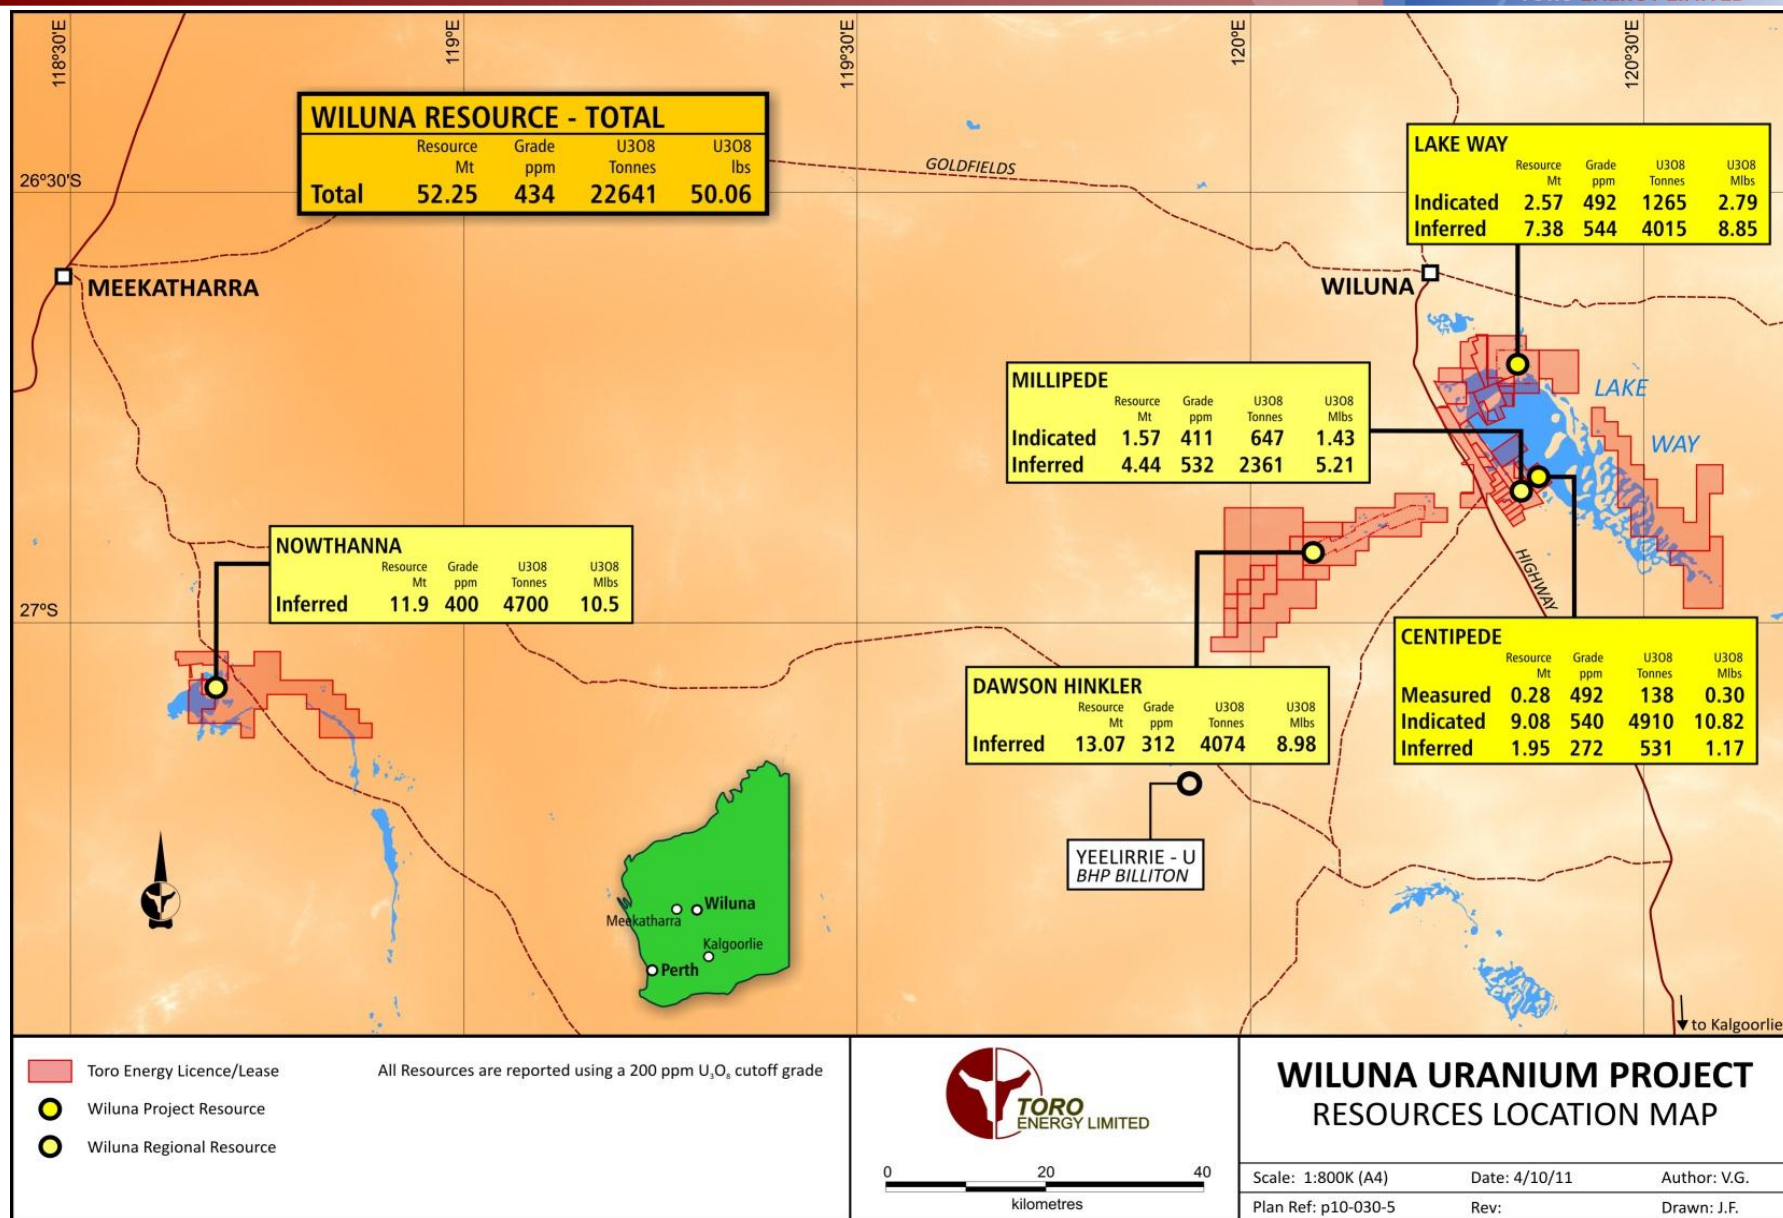 118°30'E
119°E
119°30'E
120°E
120°30'E
WILUNA RESOURCE - TOTAL
Resource Grade U3O8 U3O8
Mt ppm Tonnes lbs
Total 52.25 434 22641 50.06
GOLDFIELDS
26°30'S
LAKE WAY
Resource Grade U3O8 U3O8
Mt ppm Tonnes Mlbs
Indicated 2.57 492 1265 2.79
Inferred 7.38 544 4015 8.85
MEEKATHARRA
WILUNA
MILLIPEDE
Resource Grade U3O8 U3O8
Mt ppm Tonnes Mlbs
Indicated 1.57 411 647 1.43
Inferred 4.44 532 2361 5.21
LAKE
WAY
NOWTHANNA
Resource Grade U3O8 U3O8
Mt ppm Tonnes Mlbs
Inferred 11.9 400 4700 10.5
HIGHWAY
27°S
CENTIPEDE
Resource Grade U3O8 U3O8
Mt ppm Tonnes Mlbs
Measured 0.28 492 138 0.30
Indicated 9.08 540 4910 10.82
Inferred 1.95 272 531 1.17
DAWSON HINKLER
Resource Grade U3O8 U3O8
Mt ppm Tonnes Mlbs
Inferred 13.07 312 4074 8.98
YEELIRRIE - U
BHP BILLITON
Wiluna
Meekatharra
Kalgoorlie
Perth
to Kalgoorlie
Toro Energy Licence/Lease
All Resources are reported using a 200 ppm U₃O₈ cutoff grade
Wiluna Project Resource
Wiluna Regional Resource
TORO
ENERGY LIMITED
0 20 40
kilometres
WILUNA URANIUM PROJECT
RESOURCES LOCATION MAP
Scale: 1:800K (A4) Date: 4/10/11 Author: V.G.
Plan Ref: p10-030-5 Rev: Drawn: J.F.